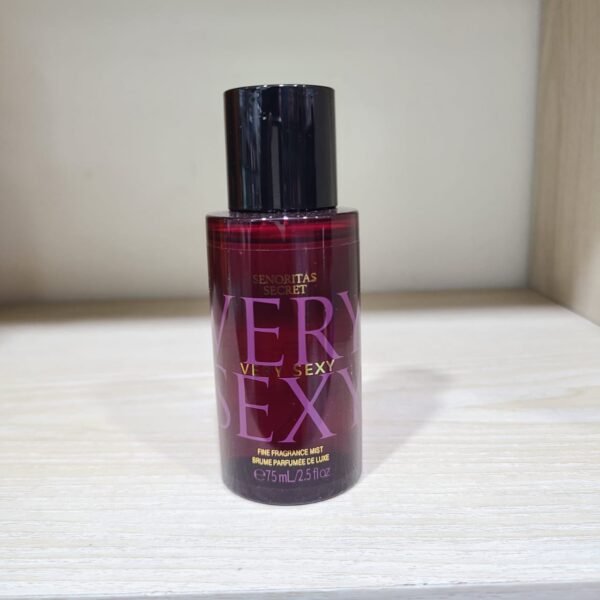 SENORITAS
SECRET
VERY
VERY SEXY
SEXY
FINE FRAGRANCE MIST
BRUME PARFUMÉE DE LUXE
℮75 mL/2.5 fl oz